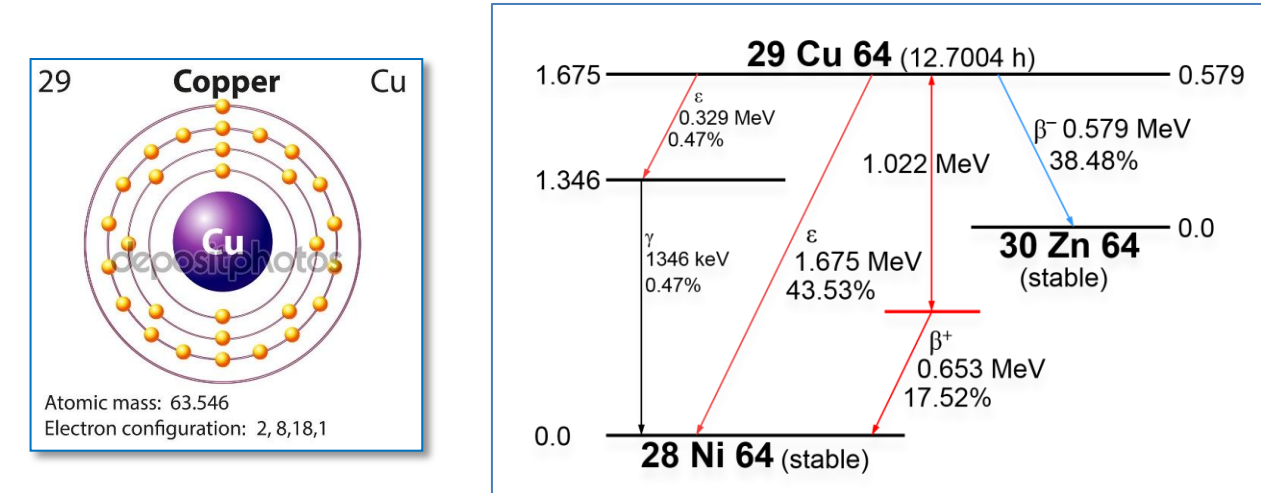 29 Copper Cu
Cu
depositphotos
Atomic mass: 63.546
Electron configuration: 2, 8,18,1
29 Cu 64 (12.7004 h)
1.675
0.579
ε
0.329 MeV
0.47%
1.346
γ
1346 keV
0.47%
ε
1.675 MeV
43.53%
1.022 MeV
β⁺
0.653 MeV
17.52%
β⁻ 0.579 MeV
38.48%
0.0
30 Zn 64
(stable)
0.0
28 Ni 64 (stable)